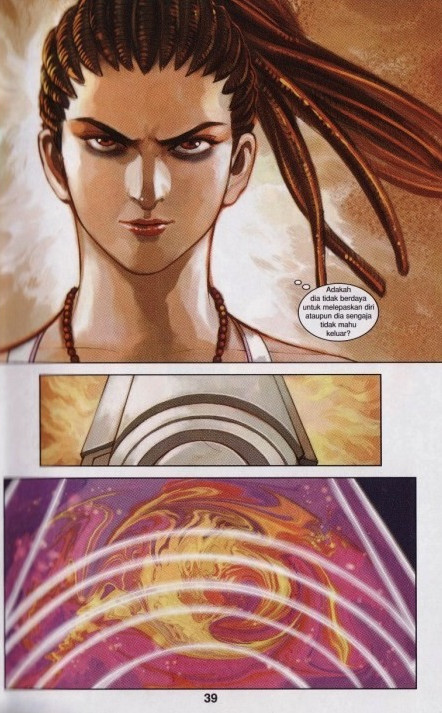 Adakah
dia tidak berdaya
untuk melepaskan diri
ataupun dia sengaja
tidak mahu
keluar?
39